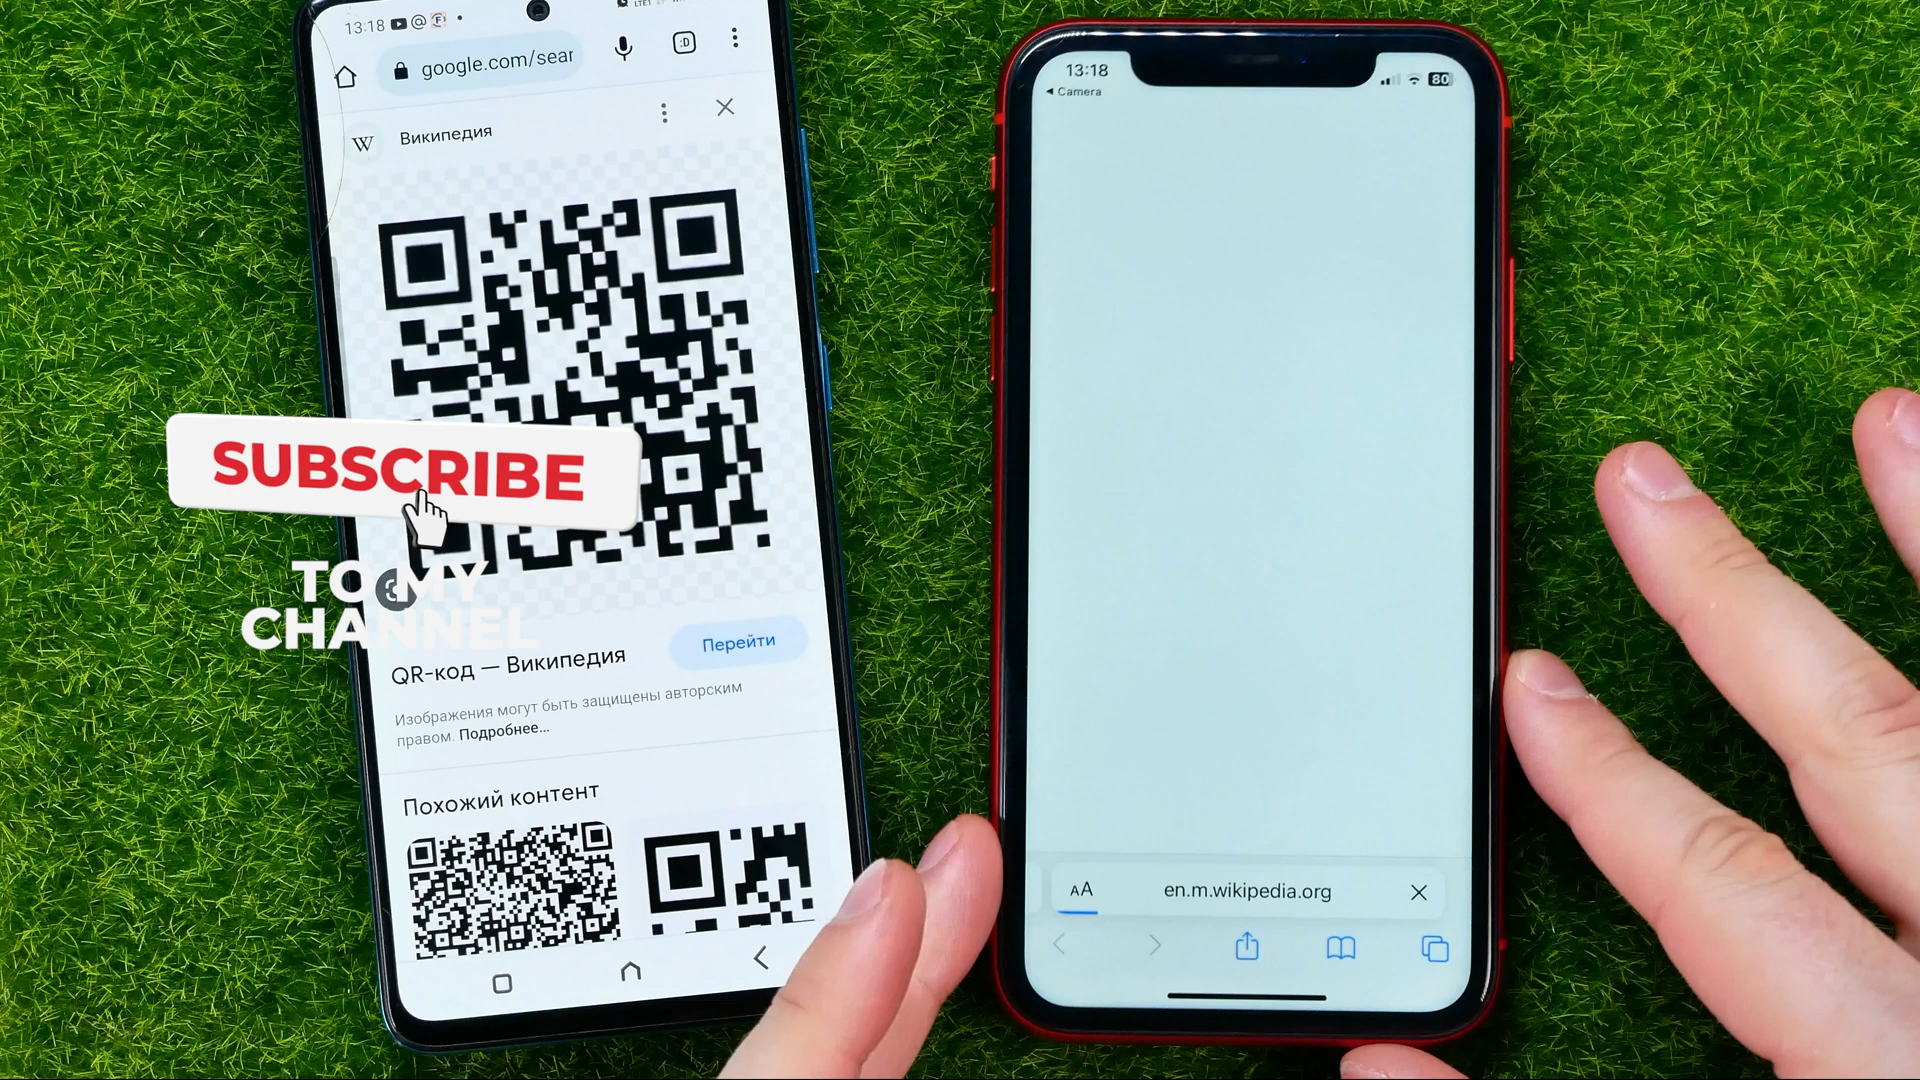 13:18
google.com/sear
:D
W Википедия
SUBSCRIBE
TO MY
CHANNEL
QR-код — Википедия
Перейти
Изображения могут быть защищены авторским
правом. Подробнее...
Похожий контент
13:18
Camera
80
AA en.m.wikipedia.org